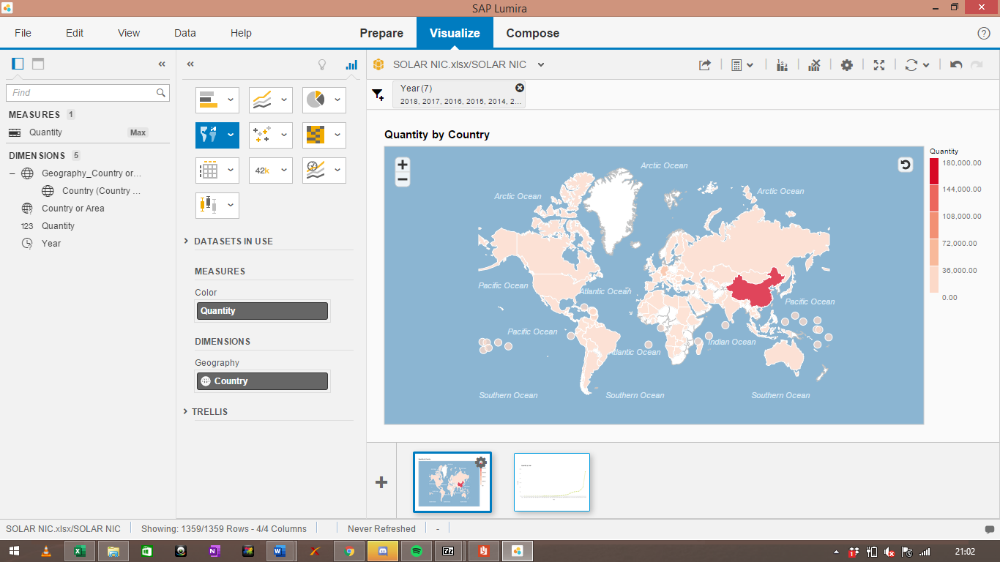 SAP Lumira
File Edit View Data Help
Prepare Visualize Compose
Find
MEASURES 1
Quantity Max
DIMENSIONS 5
Geography_Country or...
Country (Country ...
Country or Area
123 Quantity
Year
42k
DATASETS IN USE
MEASURES
Color
Quantity
DIMENSIONS
Geography
Country
TRELLIS
SOLAR NIC.xlsx/SOLAR NIC
Year (7)
2018, 2017, 2016, 2015, 2014, 2...
Quantity by Country
Arctic Ocean
Arctic Ocean
Arctic Ocean
Pacific Ocean
Atlantic Ocean
Pacific Ocean
Pacific Ocean
Indian Ocean
Atlantic Ocean
Southern Ocean
Southern Ocean
Southern Ocean
Quantity
180,000.00
144,000.00
108,000.00
72,000.00
36,000.00
0.00
SOLAR NIC.xlsx/SOLAR NIC Showing: 1359/1359 Rows - 4/4 Columns Never Refreshed -
21:02